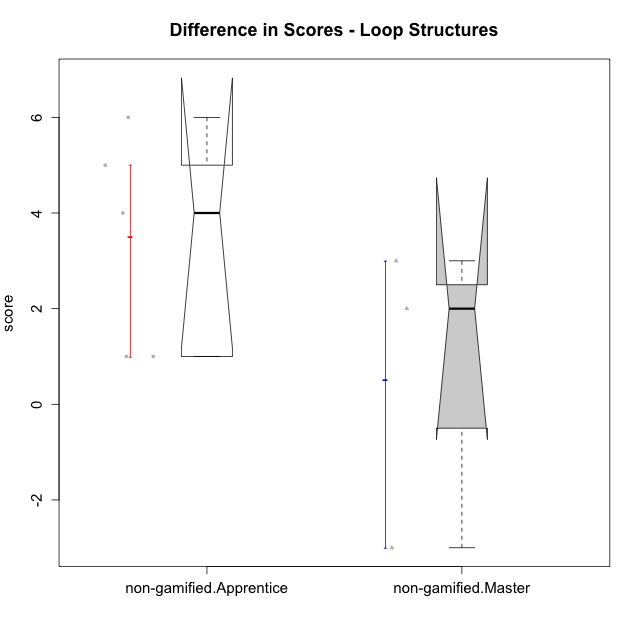 Difference in Scores - Loop Structures
score
6
4
2
0
-2
non-gamified.Apprentice
non-gamified.Master